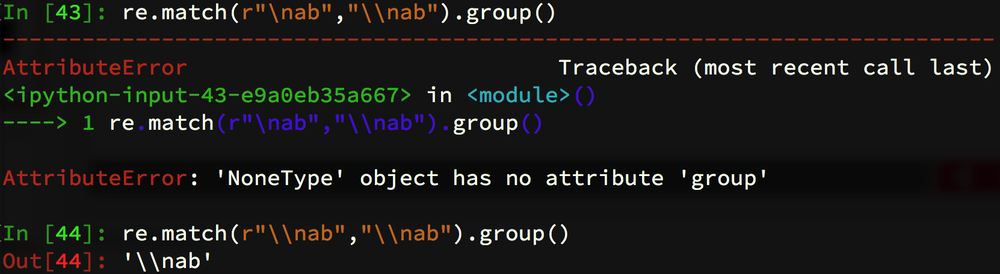 In [43]: re.match(r"\nab","\\nab").group()
---------------------------------------------------------------------------
AttributeError                            Traceback (most recent call last)
<ipython-input-43-e9a0eb35a667> in <module>()
----> 1 re.match(r"\nab","\\nab").group()
AttributeError: 'NoneType' object has no attribute 'group'
In [44]: re.match(r"\\nab","\\nab").group()
Out[44]: '\\nab'